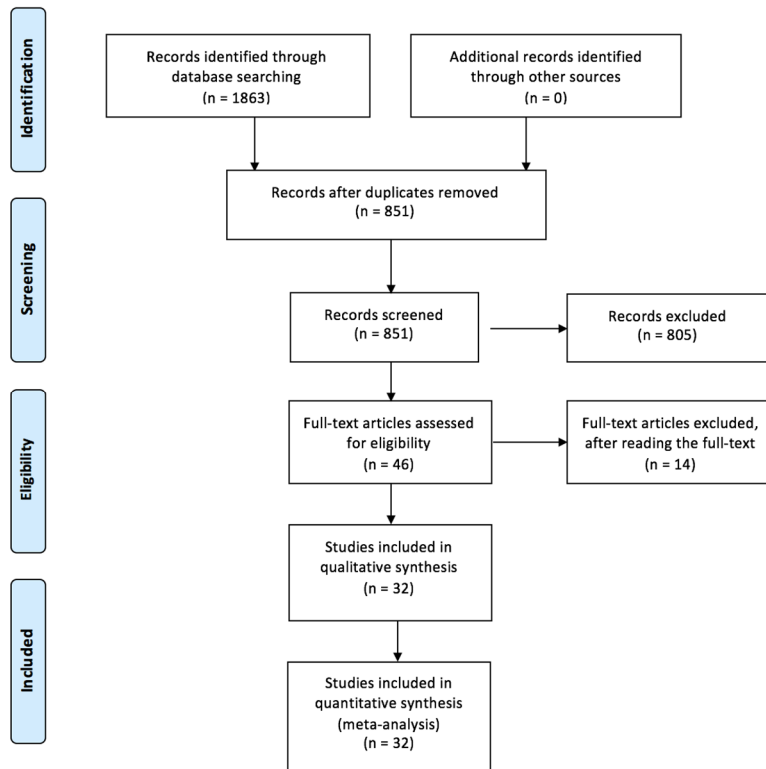 Identification
Records identified through
database searching
(n = 1863)
Additional records identified
through other sources
(n = 0)
Records after duplicates removed
(n = 851)
Screening
Records screened
(n = 851)
Records excluded
(n = 805)
Eligibility
Full-text articles assessed
for eligibility
(n = 46)
Full-text articles excluded,
after reading the full-text
(n = 14)
Studies included in
qualitative synthesis
(n = 32)
Included
Studies included in
quantitative synthesis
(meta-analysis)
(n = 32)